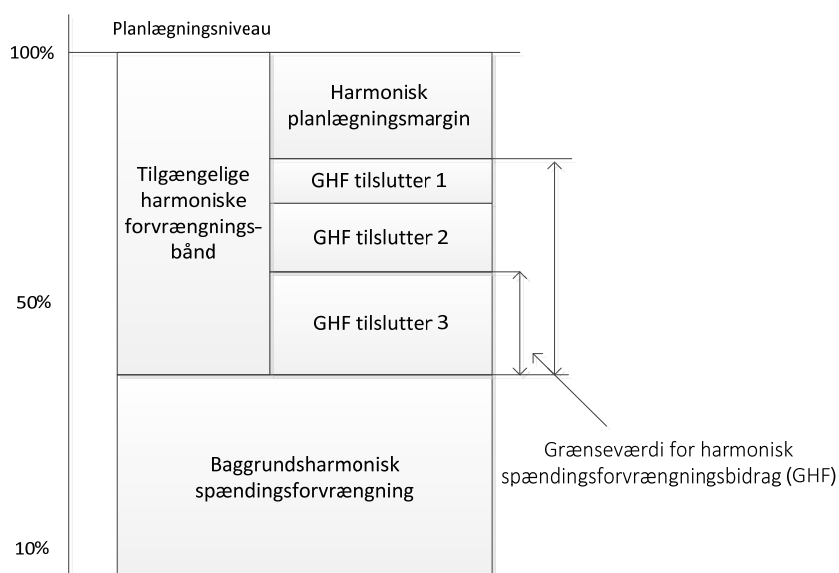 Planlægningsniveau
100%
Harmonisk
planlægningsmargin
Tilgængelige
harmoniske
forvrængnings-
bånd
GHF tilslutter 1
GHF tilslutter 2
50%
GHF tilslutter 3
Grænseværdi for harmonisk
spændingsforvrængningsbidrag (GHF)
Baggrundsharmonisk
spændingsforvrængning
10%